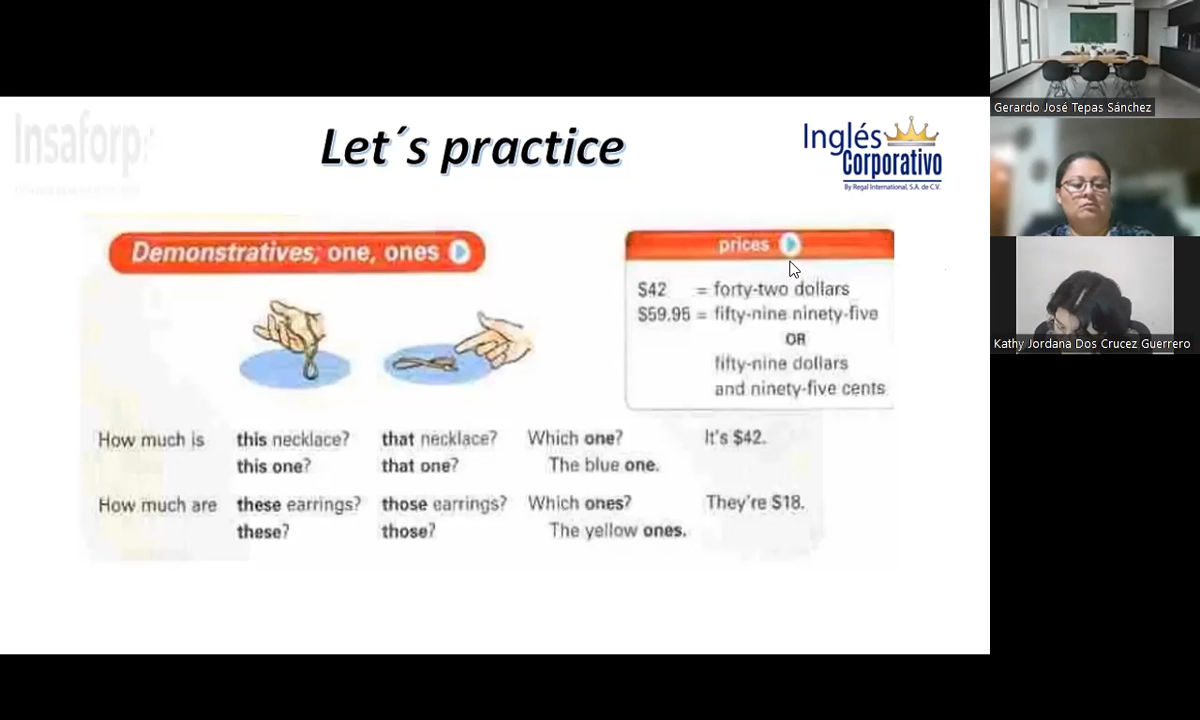 Insaforp
Let´s practice
Inglés
Corporativo
By Regal International, S.A. de C.V.
Demonstratives; one, ones
prices
$42 = forty-two dollars
$59.95 = fifty-nine ninety-five
OR
fifty-nine dollars
and ninety-five cents
How much is this necklace? that necklace? Which one? It's $42.
this one? that one? The blue one.
How much are these earrings? those earrings? Which ones? They're $18.
these? those? The yellow ones.
Gerardo José Tepas Sánchez
Kathy Jordana Dos Crucez Guerrero